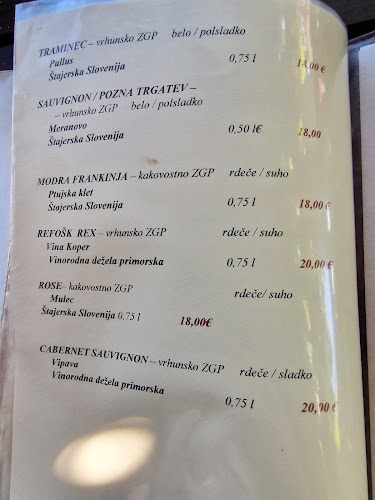 TRAMINEC – vrhunsko ZGP belo / polsladko
Pullus 0,75 l 18,00€
Štajerska Slovenija
SAUVIGNON / POZNA TRGATEV –
– vrhunsko ZGP belo / polsladko
Meranovo 0,50 l€ 18,00
Štajerska Slovenija
MODRA FRANKINJA – kakovostno ZGP rdeče / suho
Ptujska klet
Štajerska Slovenija 0,75 l 18,00 €
REFOŠK REX – vrhunsko ZGP rdeče / suho
Vina Koper
Vinorodna dežela primorska 0,75 l 20,00 €
ROSE– kakovostno ZGP rdeče/ suho
Mulec
Štajerska Slovenija 0,75 l 18,00€
CABERNET SAUVIGNON – vrhunsko ZGP rdeče / sladko
Vipava
Vinorodna dežela primorska 0,75 l 20,00 €